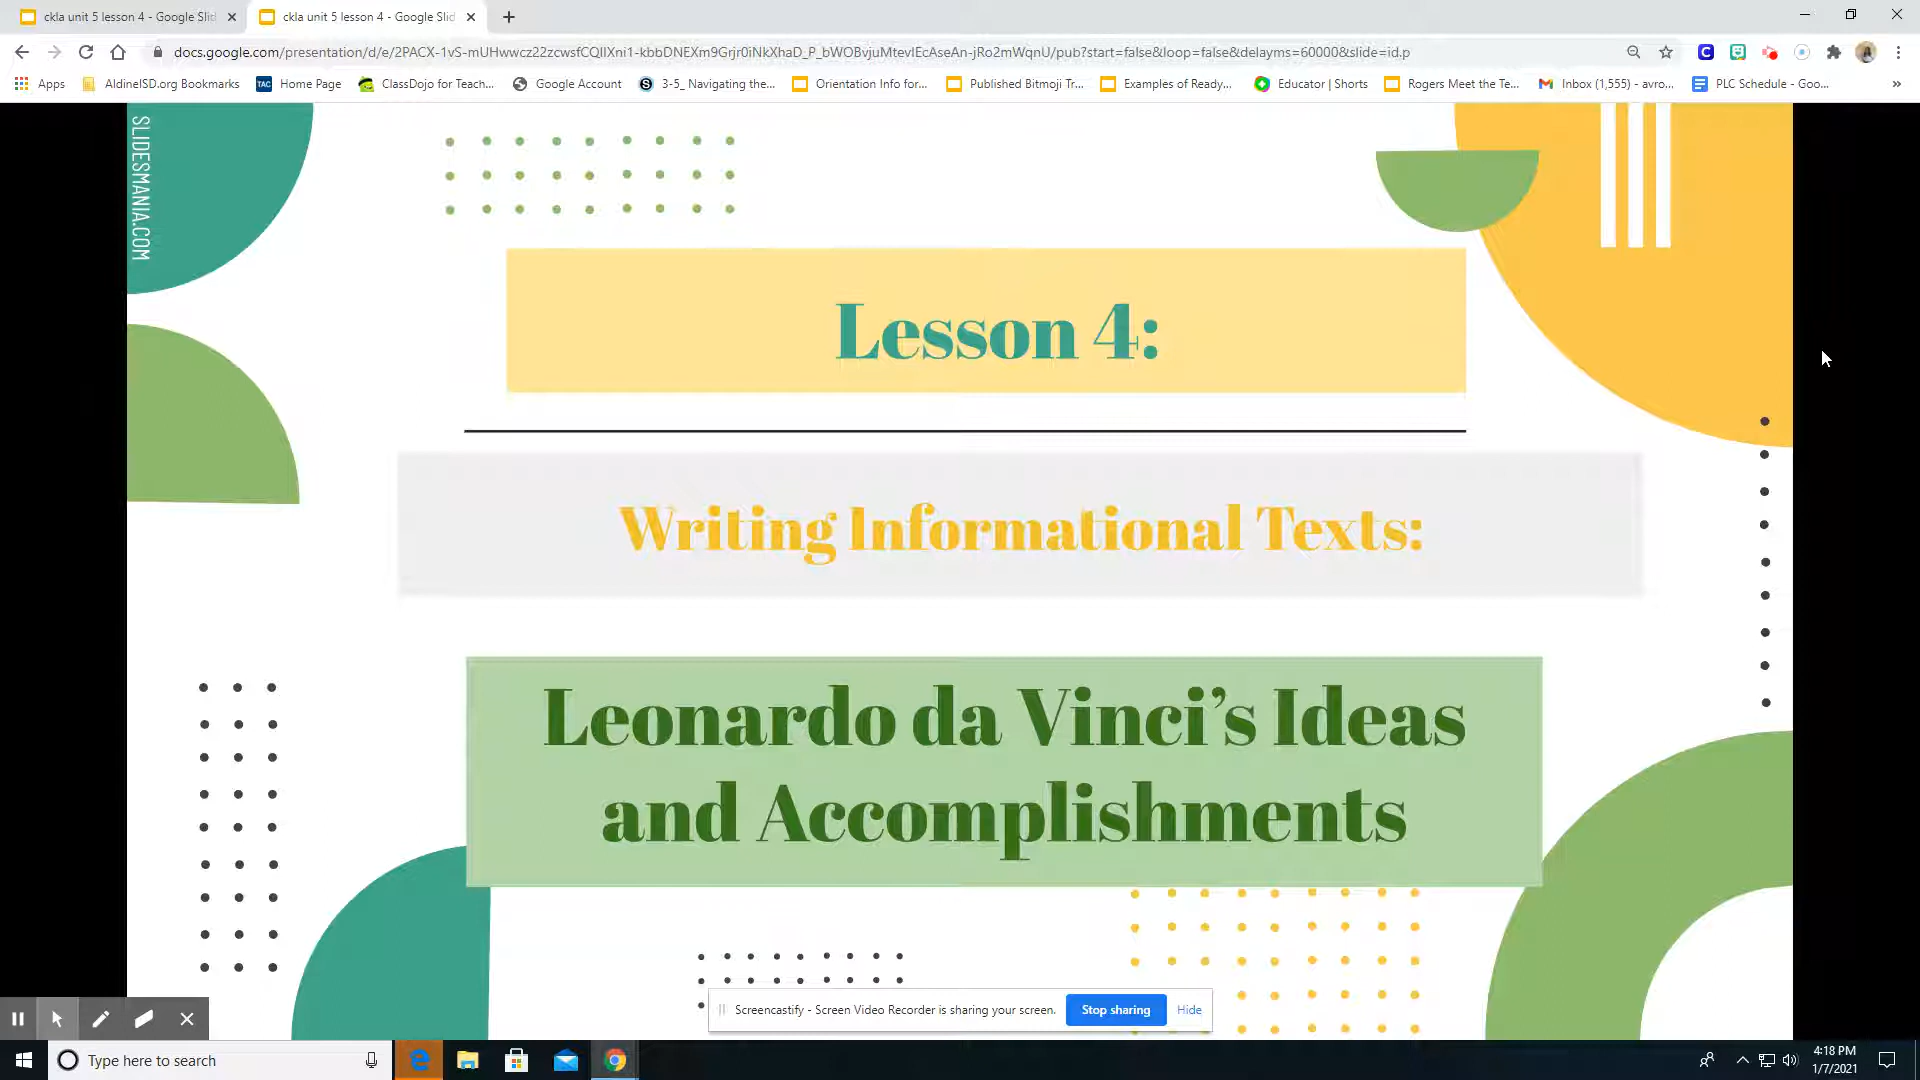 ckla unit 5 lesson 4 - Google Slid
ckla unit 5 lesson 4 - Google Slid
docs.google.com/presentation/d/e/2PACX-1vS-mUHwwcz22zcwsfCQIIXni1-kbbDNEXm9Grjr0iNkXhaD_P_bWOBvjuMtevIEcAseAn-jRo2mWqnU/pub?start=false&loop=false&delayms=60000&slide=id.p
Apps
AldineISD.org Bookmarks
TAC Home Page
ClassDojo for Teach...
Google Account
3-5_ Navigating the...
Orientation Info for...
Published Bitmoji Tr...
Examples of Ready...
Educator | Shorts
Rogers Meet the Te...
Inbox (1,555) - avro...
PLC Schedule - Goo...
SLIDESMANIA.COM
Lesson 4:
Writing Informational Texts:
Leonardo da Vinci’s Ideas
and Accomplishments
Screencastify - Screen Video Recorder is sharing your screen.
Stop sharing
Hide
Type here to search
4:18 PM
1/7/2021